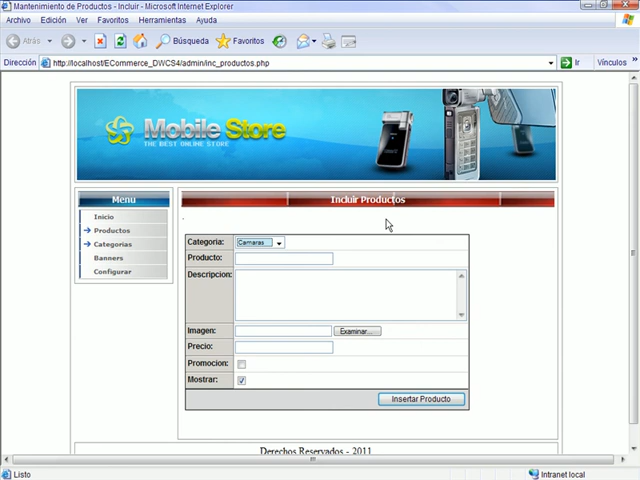 Mantenimiento de Productos - Incluir - Microsoft Internet Explorer
Archivo Edición Ver Favoritos Herramientas Ayuda
Atrás Búsqueda Favoritos
Dirección http://localhost/ECommerce_DWCS4/admin/inc_productos.php Ir Vínculos »
Mobile Store
THE BEST ONLINE STORE
Menu
Inicio
Productos
Categorias
Banners
Configurar
Incluir Productos
Categoria: Camaras
Producto:
Descripcion:
Imagen: Examinar...
Precio:
Promocion:
Mostrar:
Insertar Producto
Derechos Reservados - 2011
Listo Intranet local